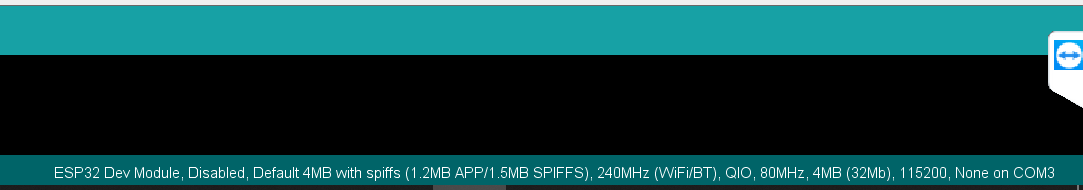 ESP32 Dev Module, Disabled, Default 4MB with spiffs (1.2MB APP/1.5MB SPIFFS), 240MHz (WiFi/BT), QIO, 80MHz, 4MB (32Mb), 115200, None on COM3